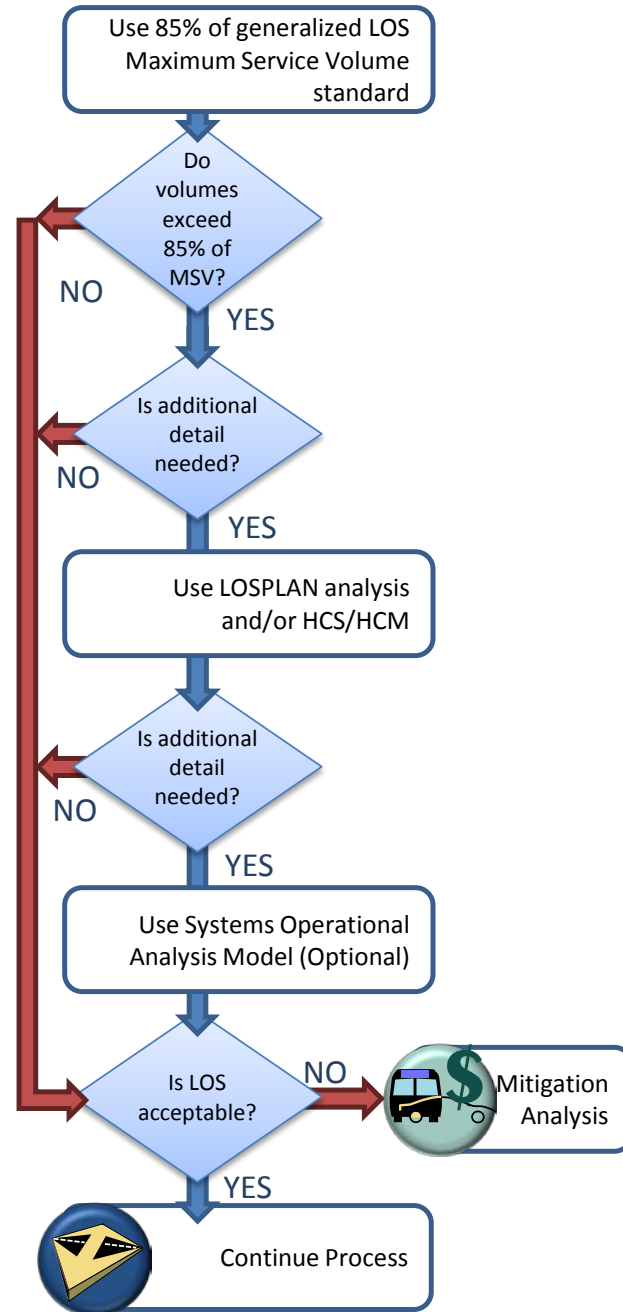 Use 85% of generalized LOS
Maximum Service Volume
standard
Do
volumes
exceed
85% of
MSV?
NO
YES
Is additional
detail
needed?
NO
YES
Use LOSPLAN analysis
and/or HCS/HCM
Is additional
detail
needed?
NO
YES
Use Systems Operational
Analysis Model (Optional)
Is LOS
acceptable?
NO
$
Mitigation
Analysis
YES
Continue Process